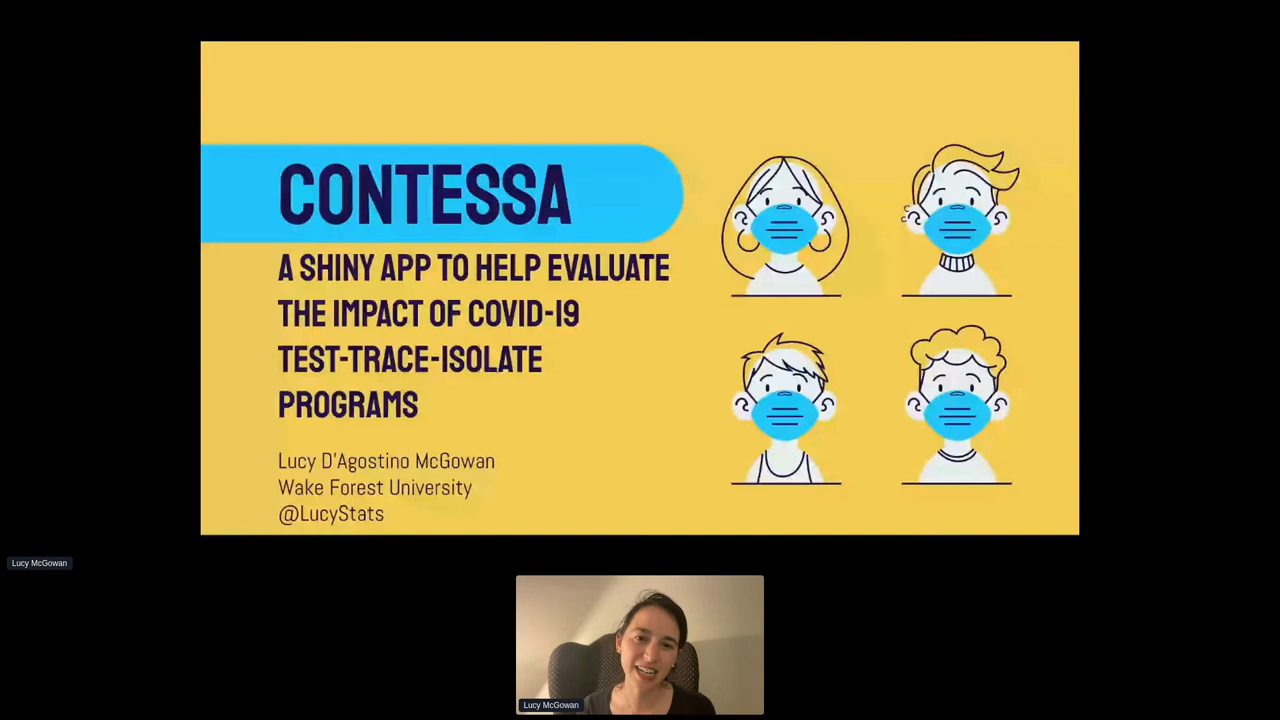 CONTESSA
A SHINY APP TO HELP EVALUATE
THE IMPACT OF COVID-19
TEST-TRACE-ISOLATE
PROGRAMS
Lucy D'Agostino McGowan
Wake Forest University
@LucyStats
Lucy McGowan
Lucy McGowan